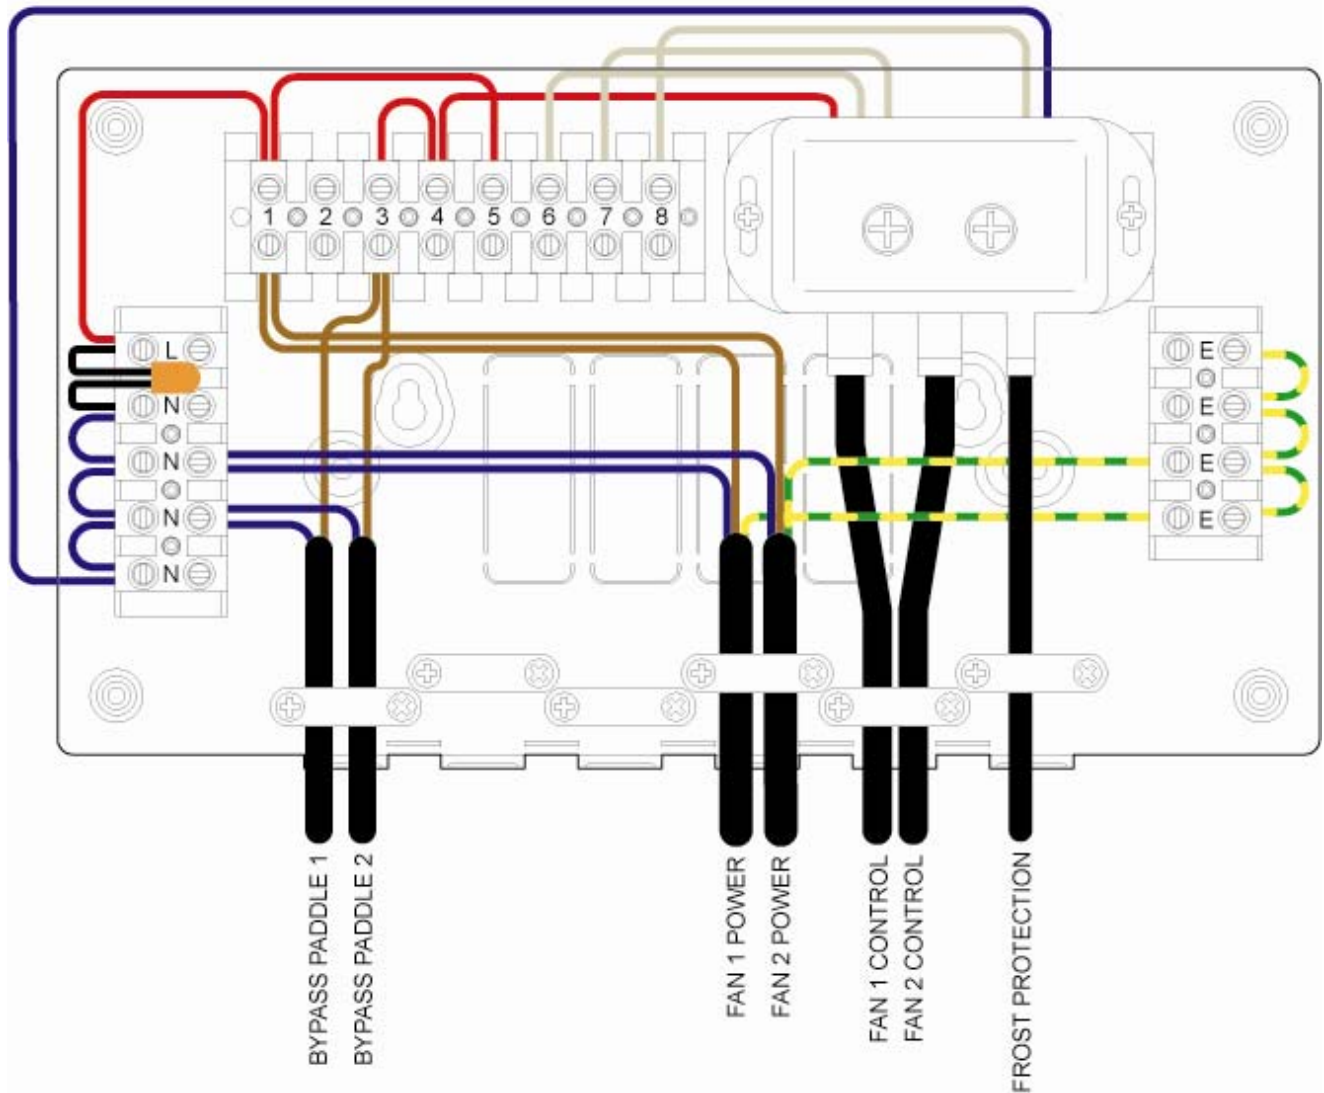 1 2 3 4 5 6 7 8
L
N
N
N
N
E
E
E
E
BYPASS PADDLE 1
BYPASS PADDLE 2
FAN 1 POWER
FAN 2 POWER
FAN 1 CONTROL
FAN 2 CONTROL
FROST PROTECTION